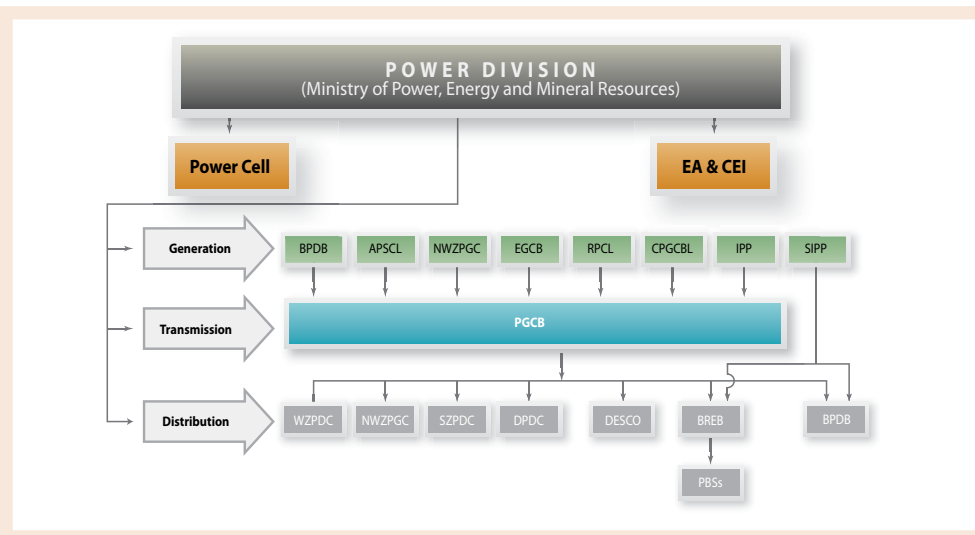 POWER DIVISION
(Ministry of Power, Energy and Mineral Resources)
Power Cell
EA & CEI
Generation
BPDB
APSCL
NWZPGC
EGCB
RPCL
CPGCBL
IPP
SIPP
Transmission
PGCB
Distribution
WZPDC
NWZPGC
SZPDC
DPDC
DESCO
BREB
BPDB
PBSs